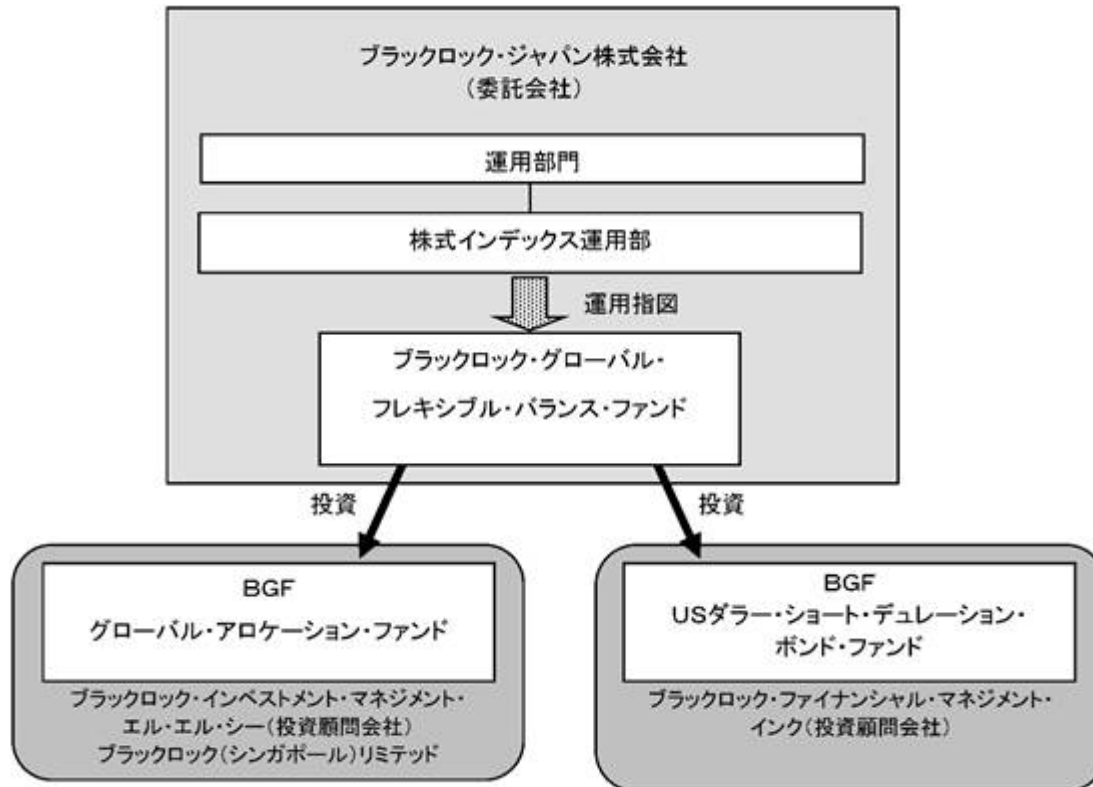 ブラックロック・ジャパン株式会社
（委託会社）
運用部門
株式インデックス運用部
運用指図
ブラックロック・グローバル・
フレキシブル・バランス・ファンド
投資
投資
ＢＧＦ
グローバル・アロケーション・ファンド
ブラックロック・インベストメント・マネジメント・
エル・エル・シー（投資顧問会社）
ブラックロック（シンガポール）リミテッド
ＢＧＦ
ＵＳダラー・ショート・デュレーション・
ボンド・ファンド
ブラックロック・ファイナンシャル・マネジメント・
インク（投資顧問会社）